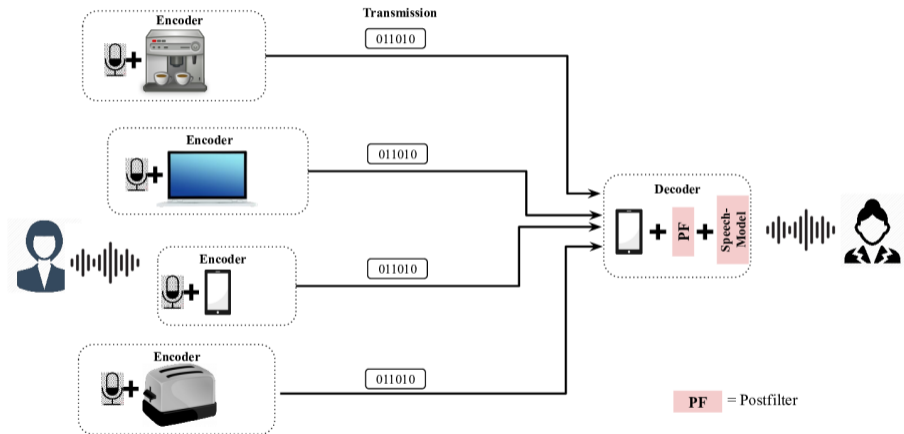 Transmission
Encoder
011010
Encoder
011010
Decoder
PF
Speech-
Model
Encoder
011010
Encoder
011010
PF = Postfilter